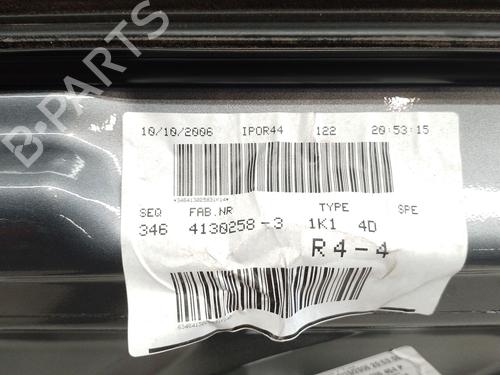 10/10/2006 IPOR44 122 20:53:15
SEQ FAB.NR TYPE SPE
346 4130258-3 1K1 4D
R4-4
B-Parts